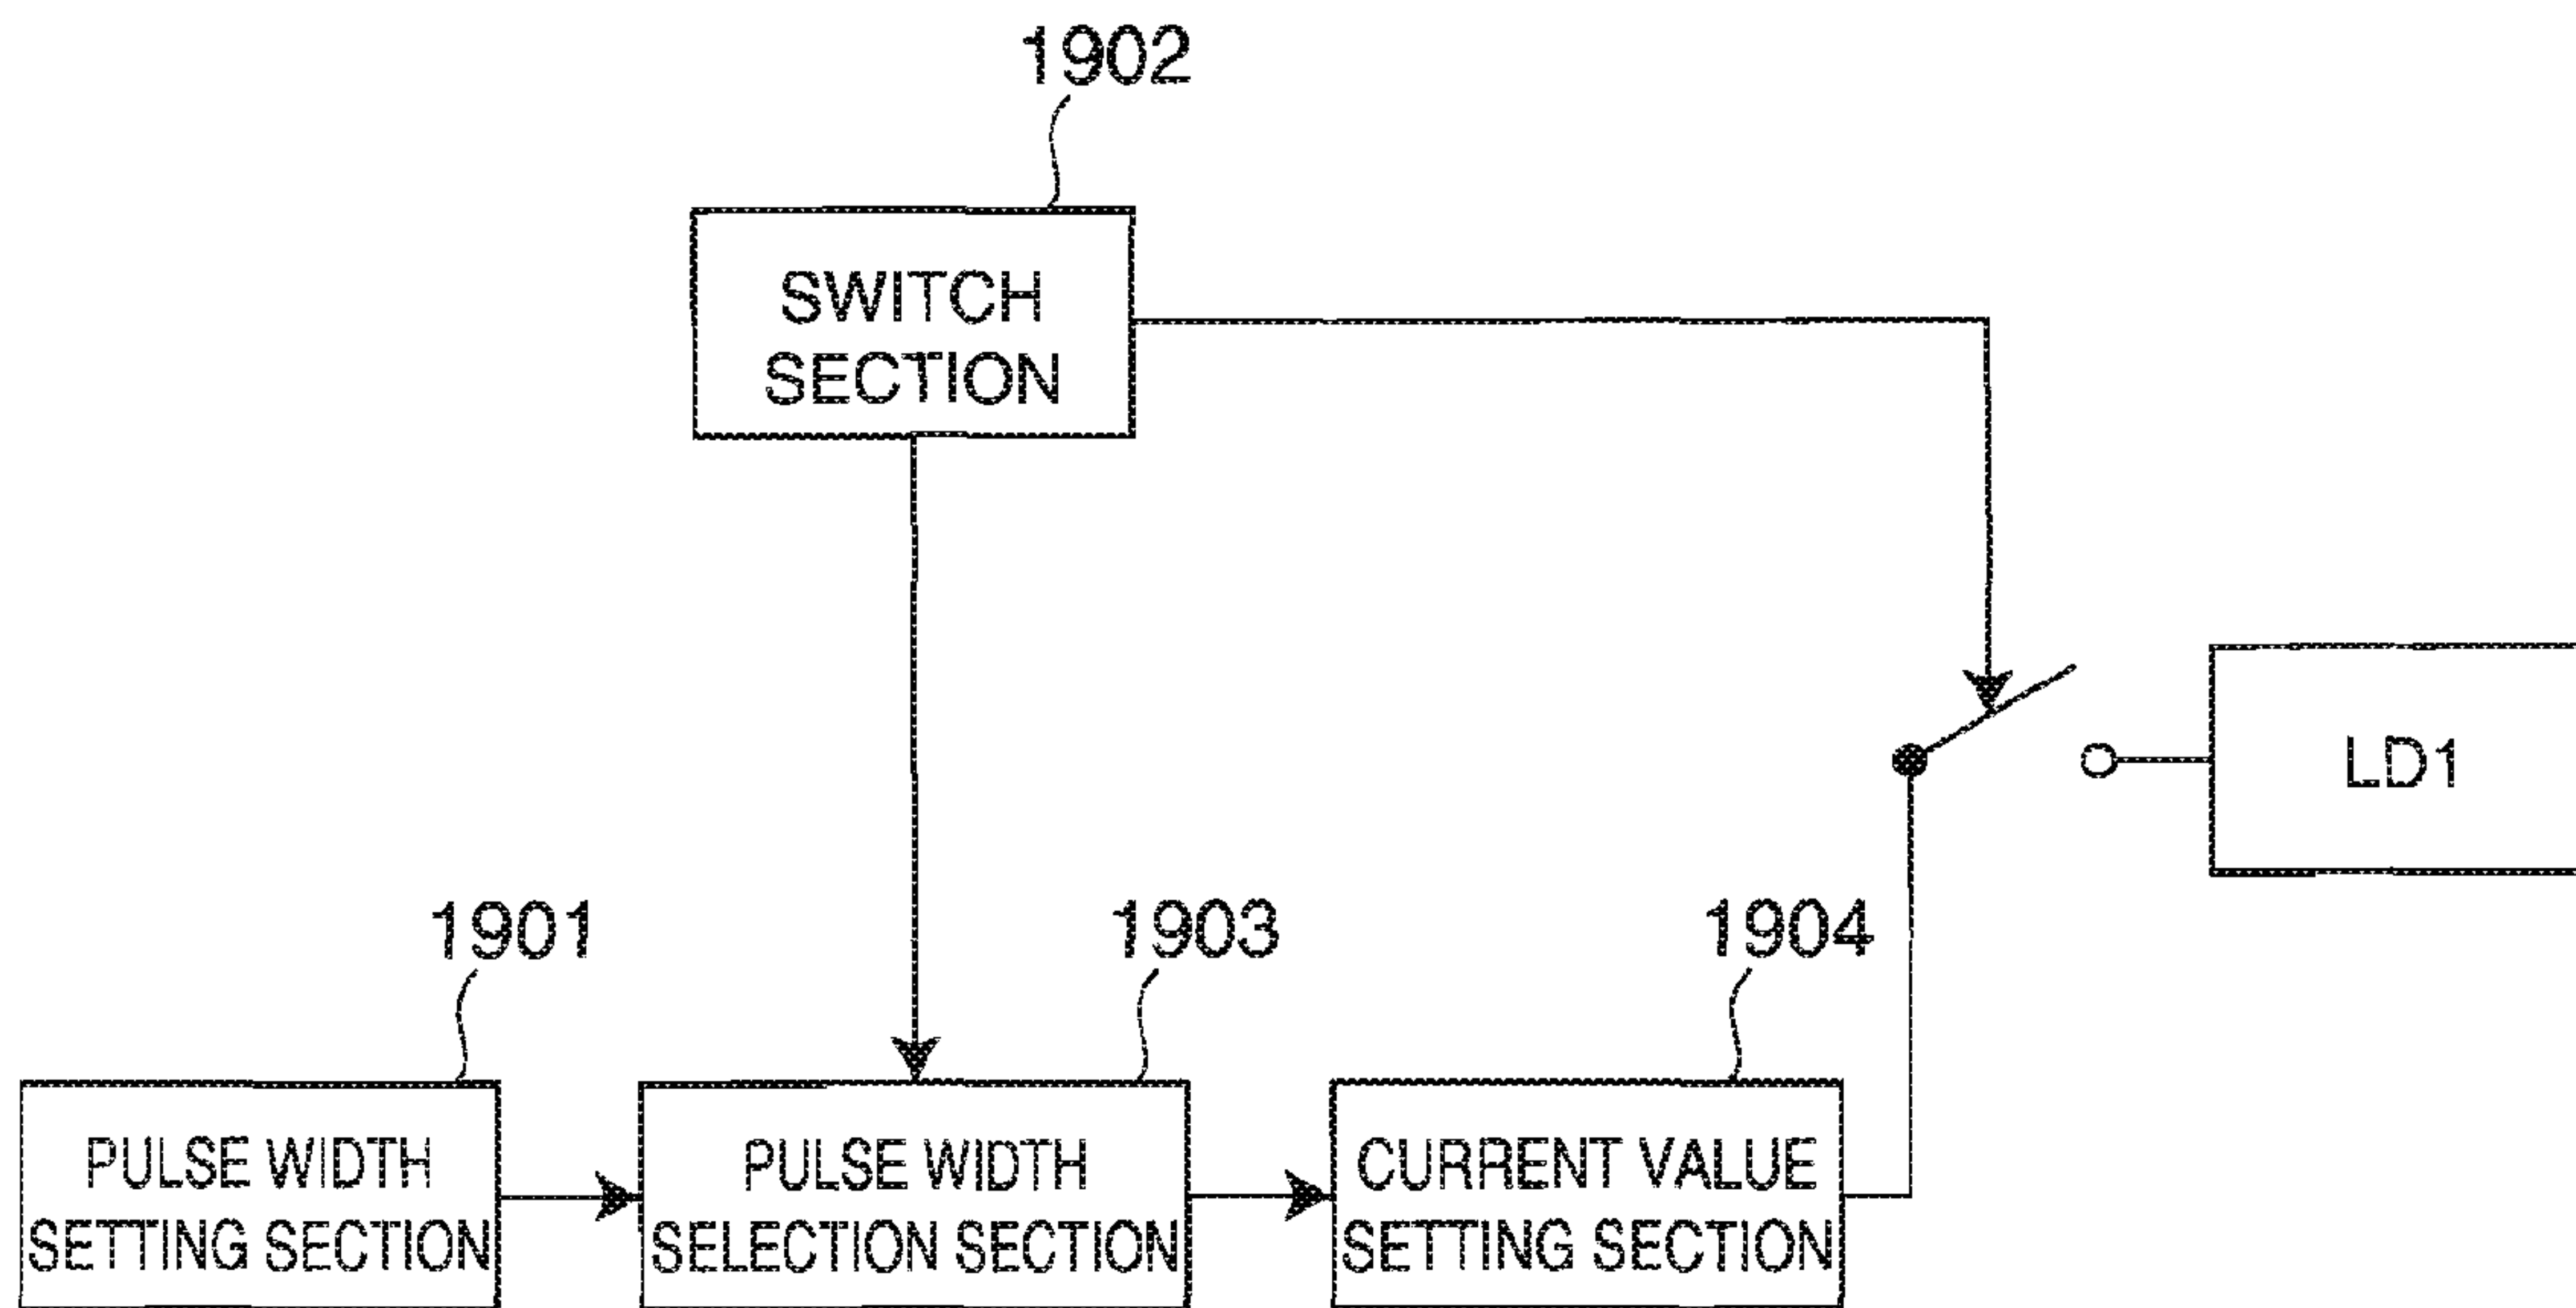 1902
SWITCH
SECTION
LD1
1901
1903
1904
PULSE WIDTH
SETTING SECTION
PULSE WIDTH
SELECTION SECTION
CURRENT VALUE
SETTING SECTION